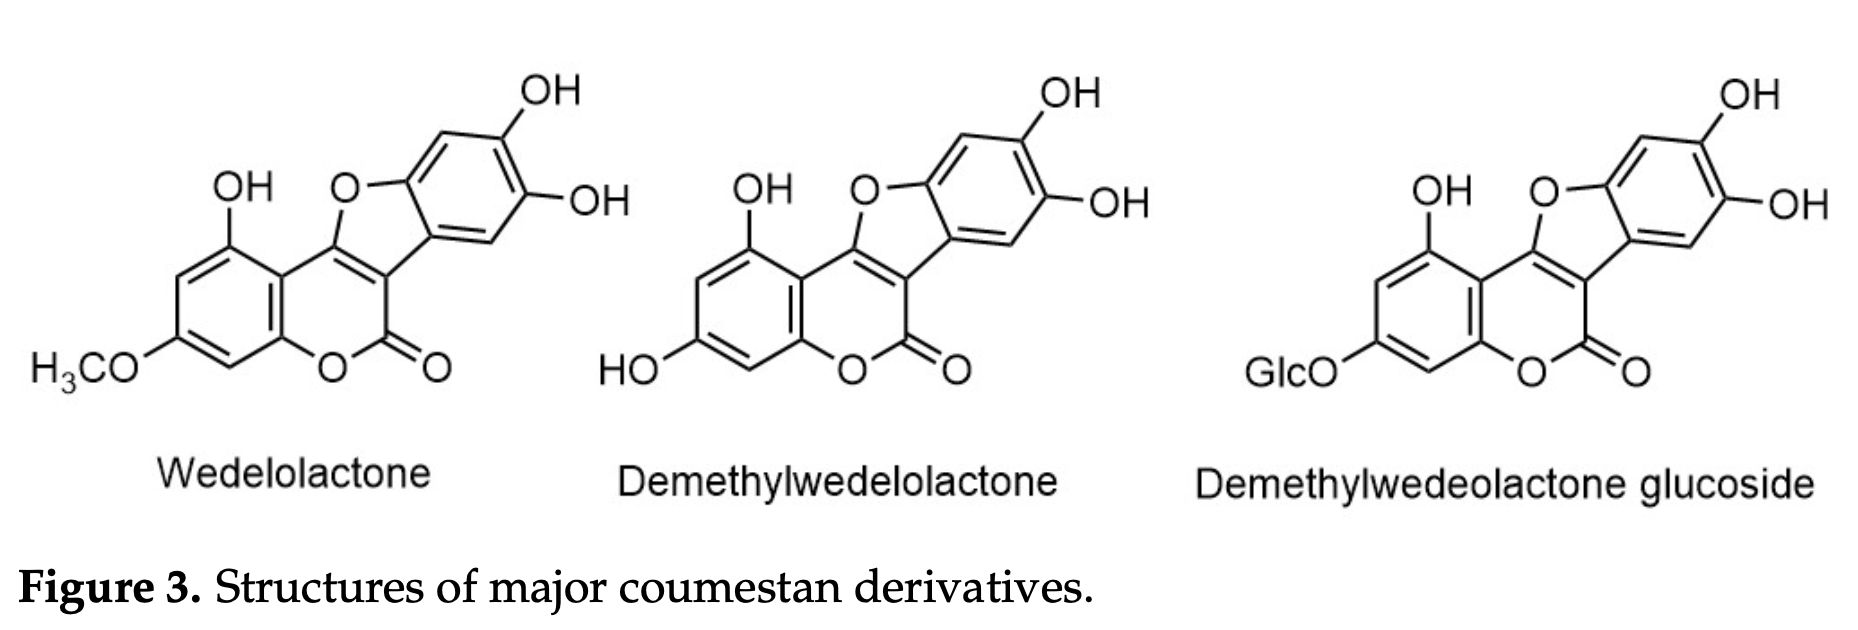 OH
OH
OH
O
H₃CO
O
O
OH
OH
OH
O
HO
O
O
OH
OH
OH
O
GlcO
O
O
Wedelolactone
Demethylwedelolactone
Demethylwedeolactone glucoside
Figure 3. Structures of major coumestan derivatives.